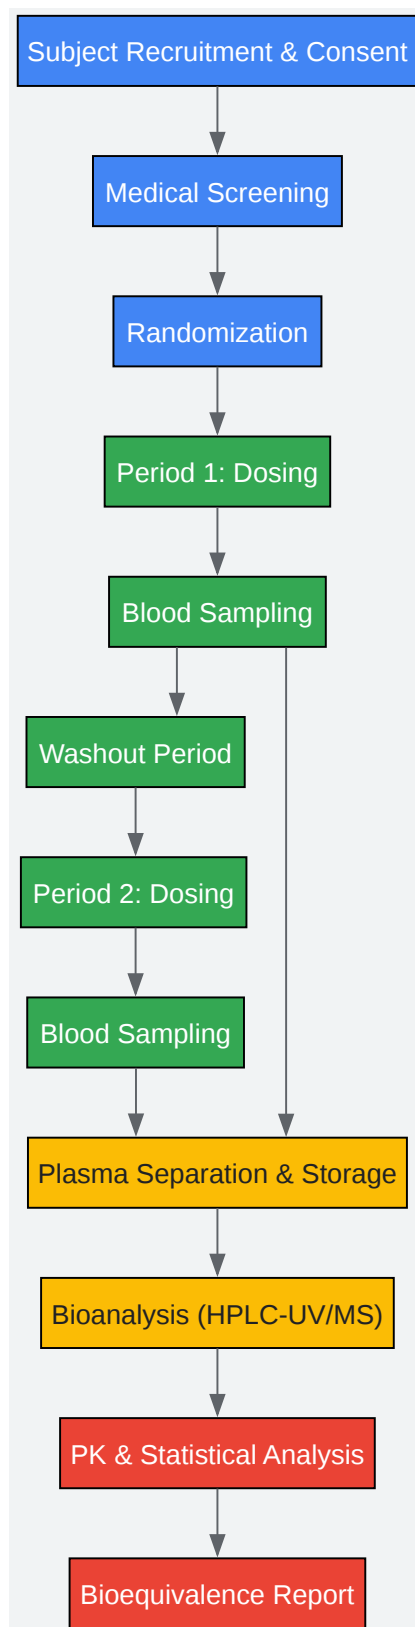 Subject Recruitment & Consent
Medical Screening
Randomization
Period 1: Dosing
Blood Sampling
Washout Period
Period 2: Dosing
Blood Sampling
Plasma Separation & Storage
Bioanalysis (HPLC-UV/MS)
PK & Statistical Analysis
Bioequivalence Report